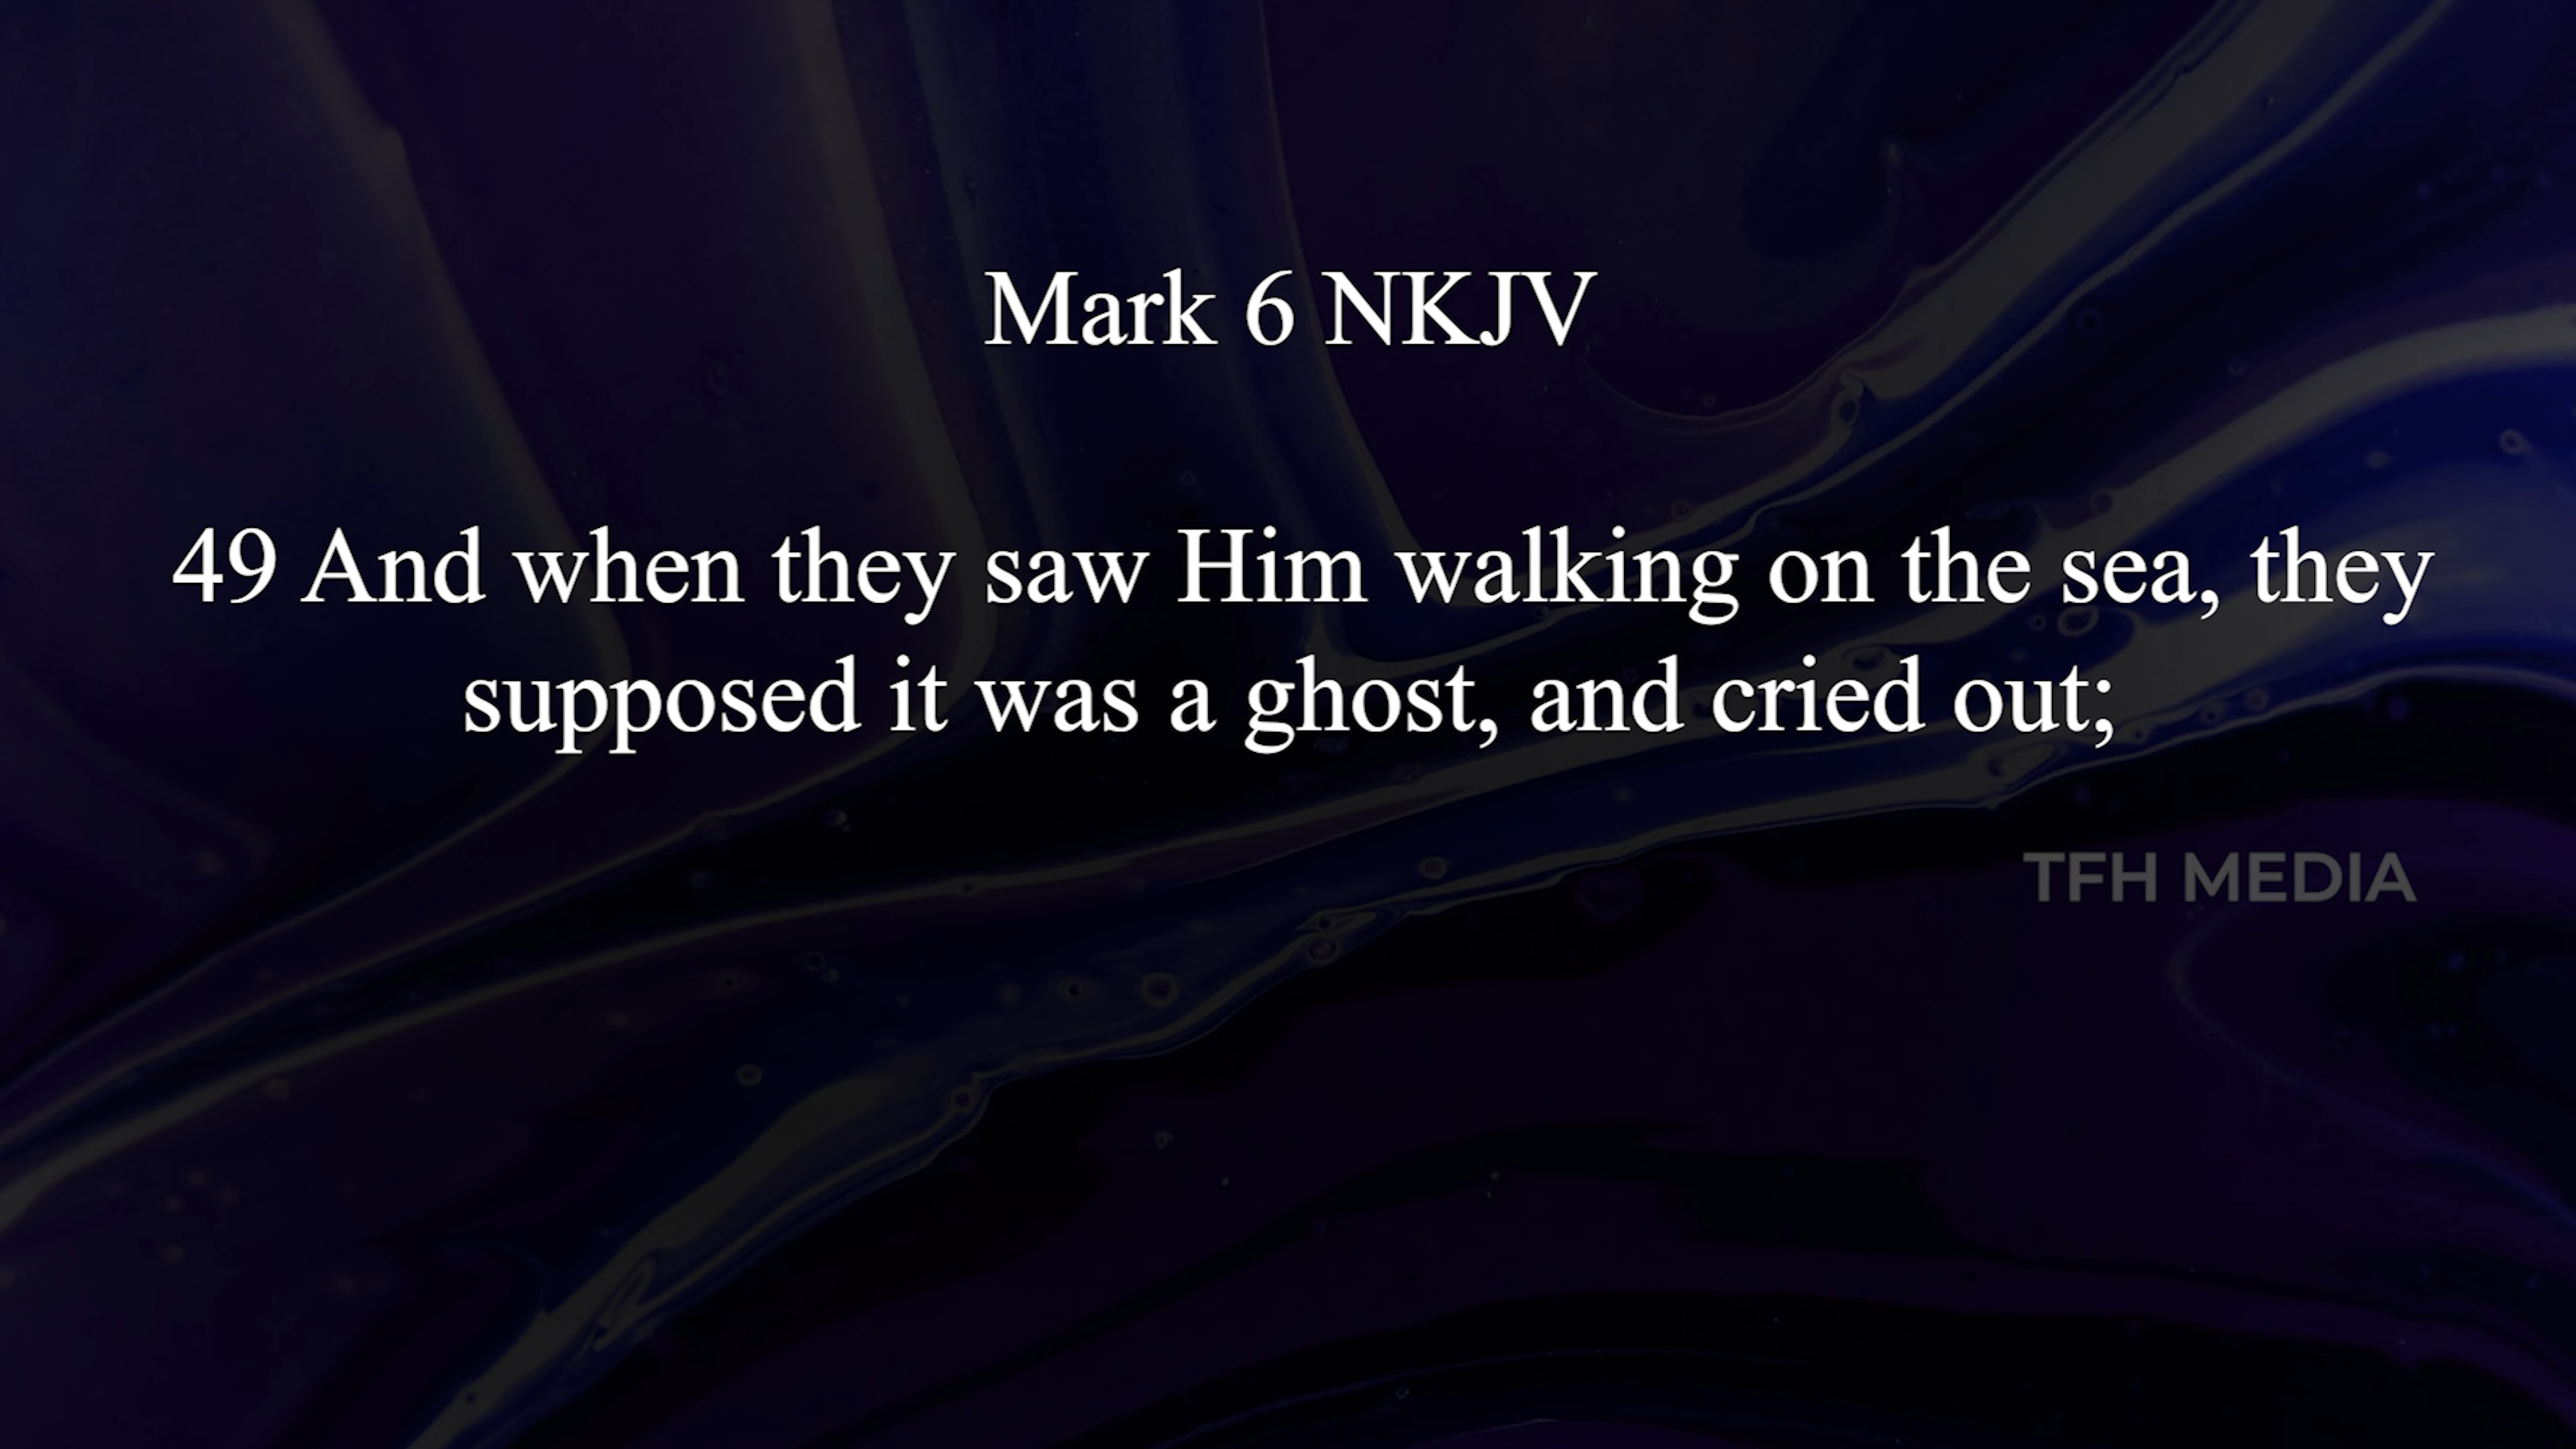 Mark 6 NKJV
49 And when they saw Him walking on the sea, they
supposed it was a ghost, and cried out;
TFH MEDIA